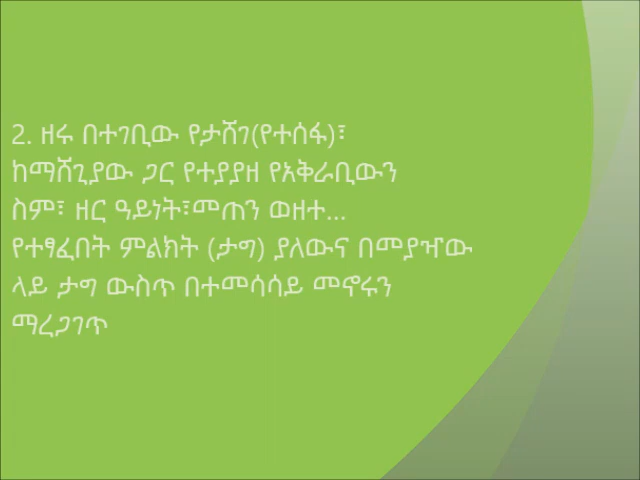 2. ዘሩ በተገቢው የታሸገ(የተሰፋ)፣
ከማሸጊያው ጋር የተያያዘ የአቅራቢውን
ስም፣ ዘር ዓይነት፣መጠን ወዘተ...
የተፃፈበት ምልክት (ታግ) ያለውና በመያዣው
ላይ ታግ ውስጥ በተመሳሳይ መኖሩን
ማረጋገጥ